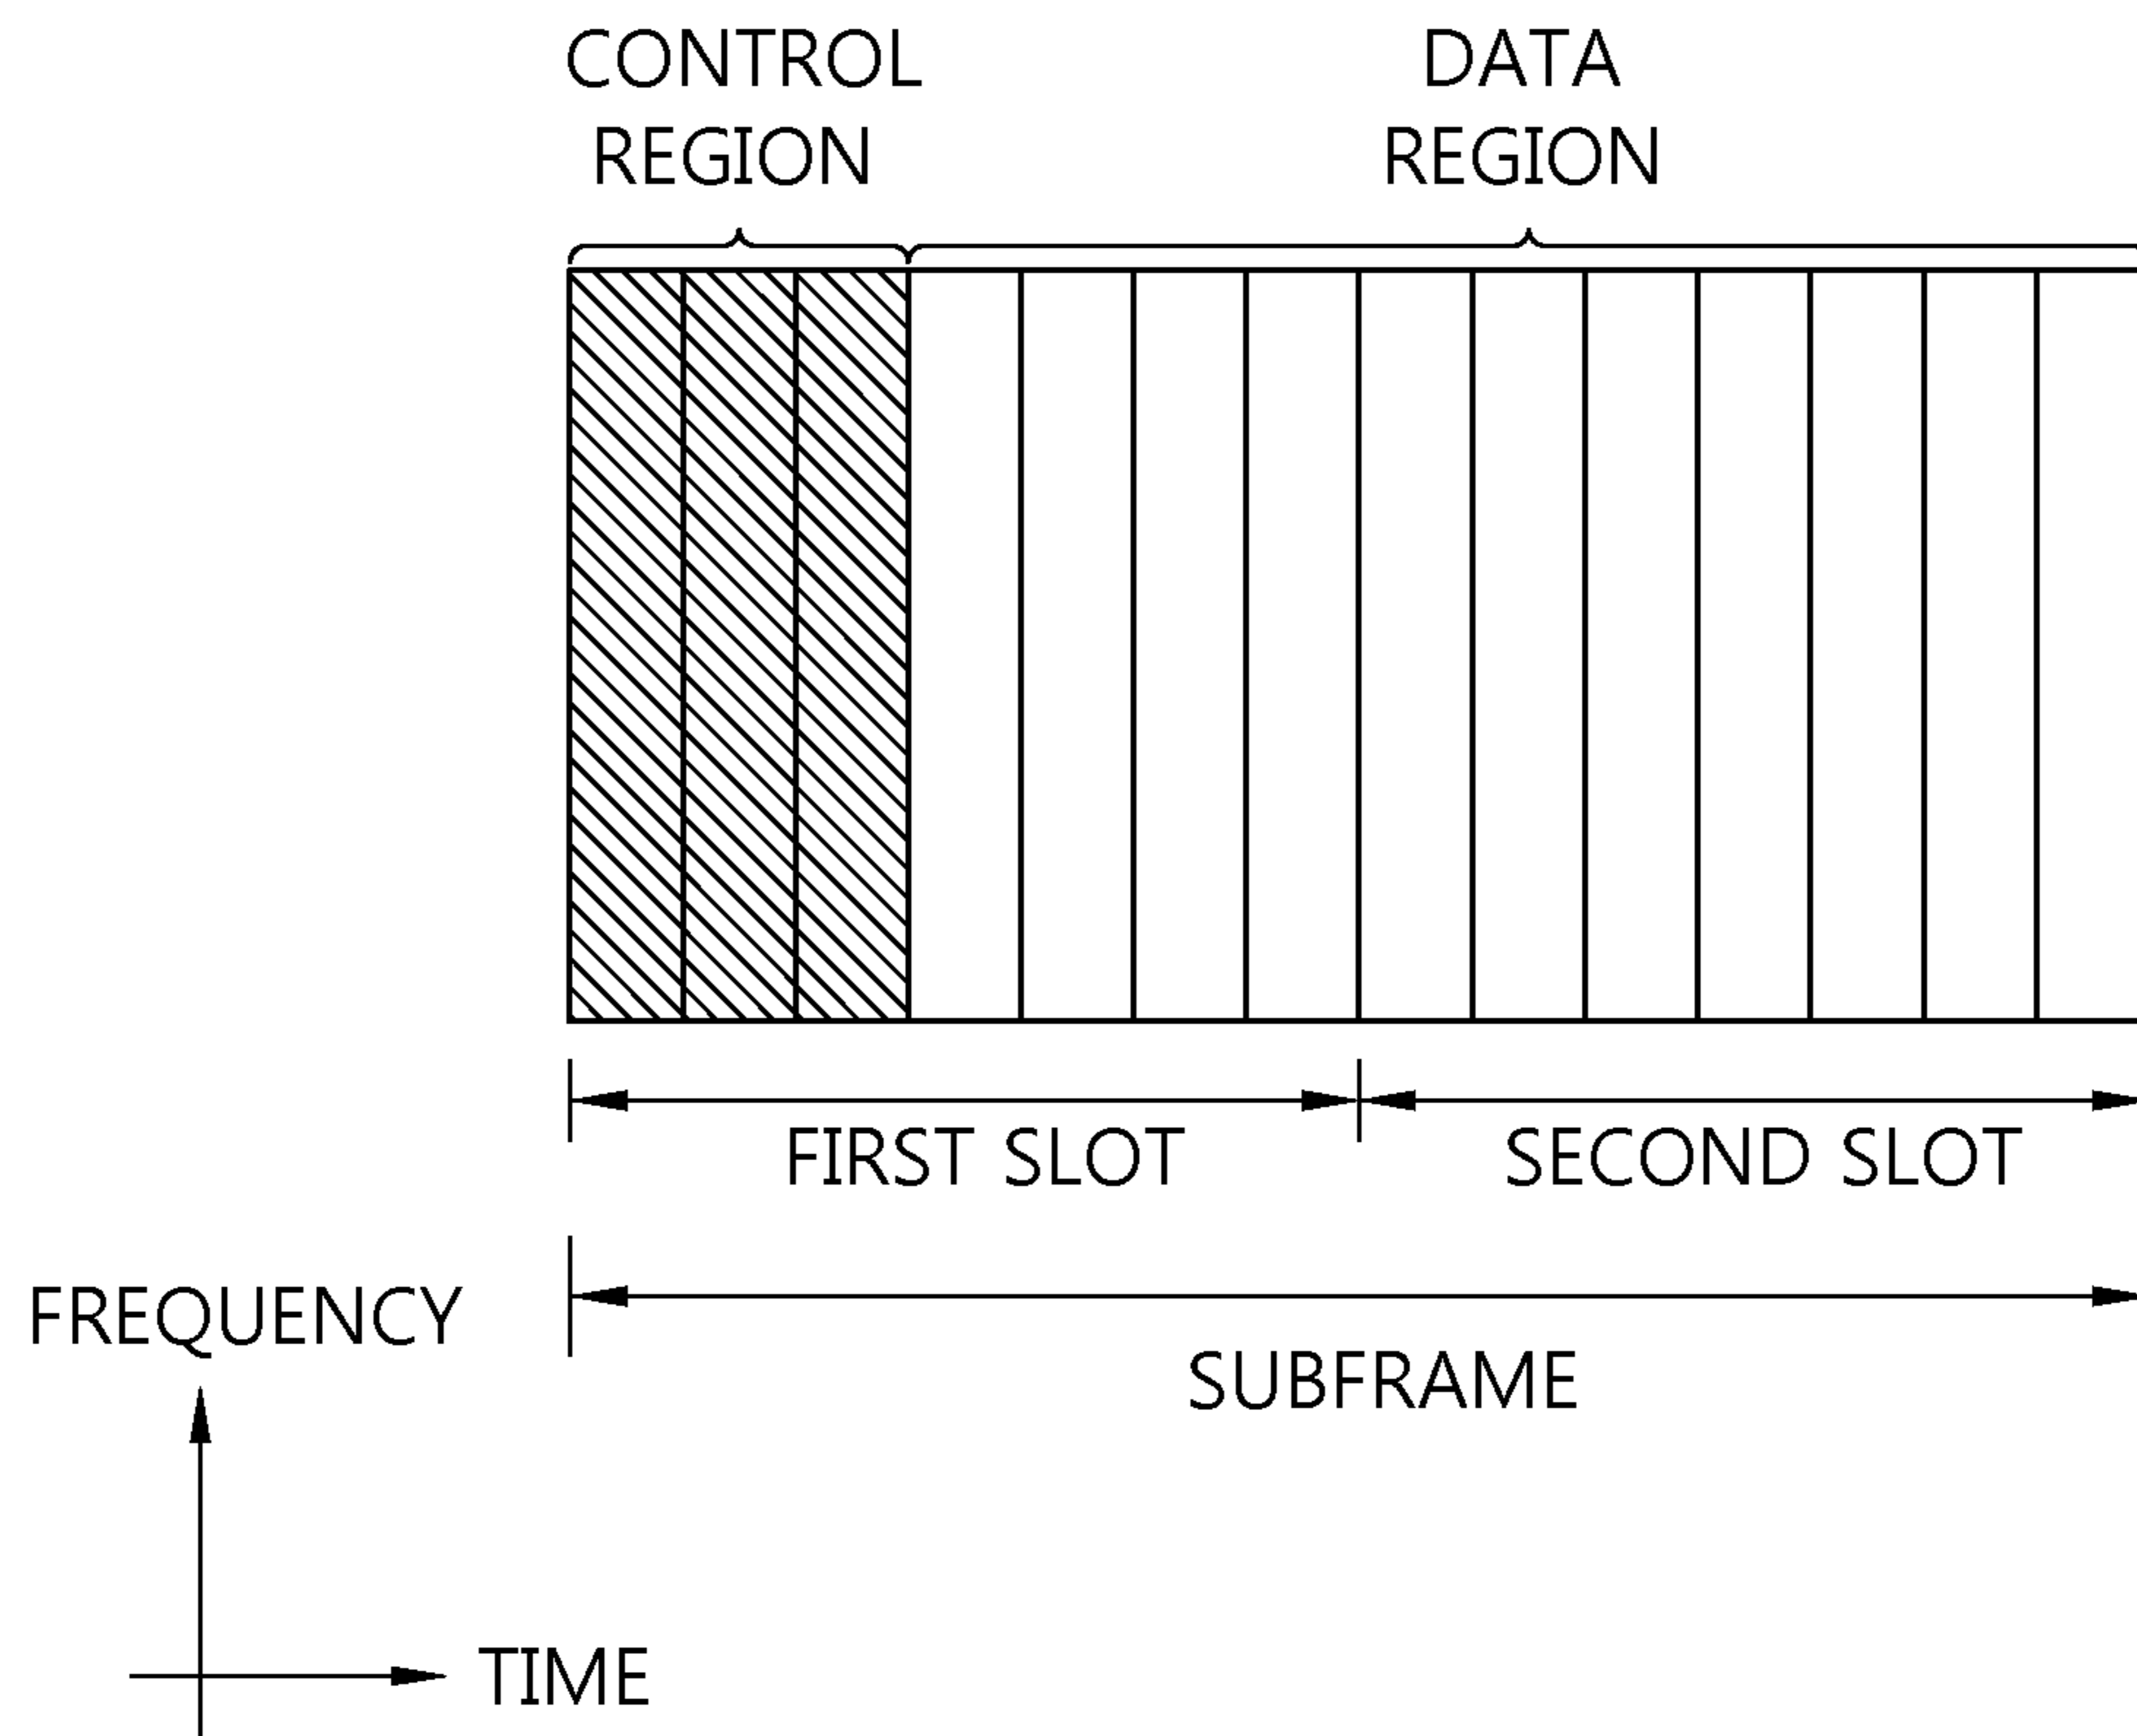 CONTROL
REGION
DATA
REGION
FIRST SLOT
SECOND SLOT
SUBFRAME
FREQUENCY
TIME